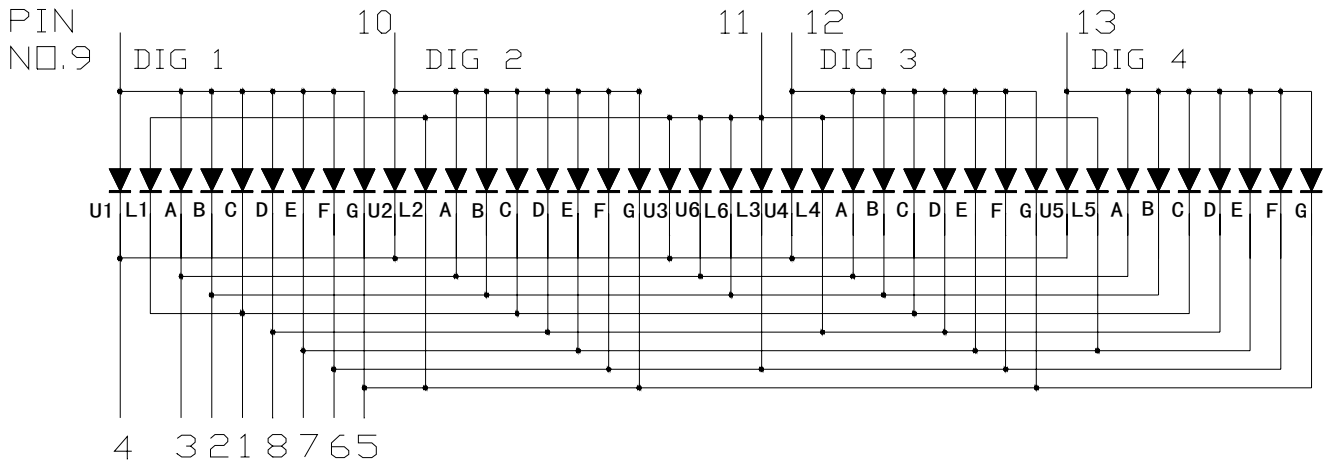 PIN 10 11 12 13
NO.9 DIG 1 DIG 2 DIG 3 DIG 4
U1 L1 A B C D E F G U2 L2 A B C D E F G U3 U6 L6 L3 U4 L4 A B C D E F G U5 L5 A B C D E F G
4 3 2 1 8 7 6 5